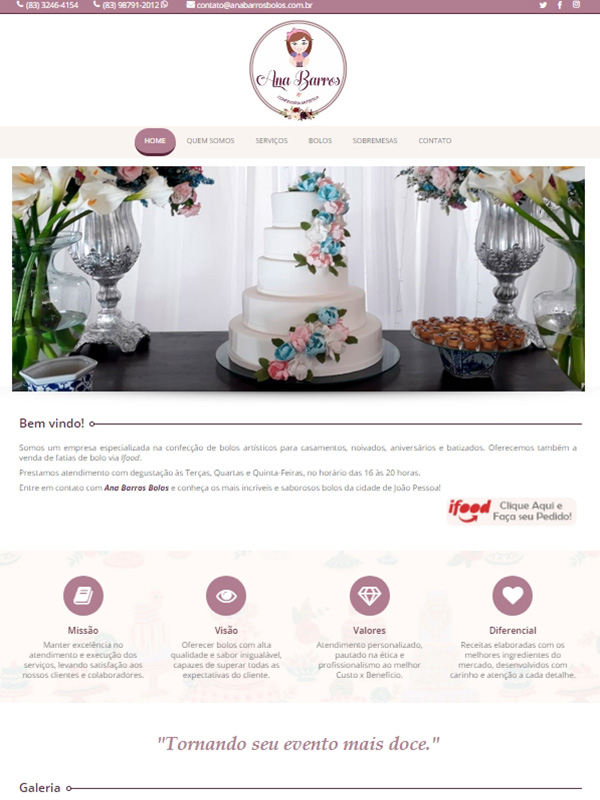 (83) 3246-4154 (83) 98791-2012 contato@anabarrosbolos.com.br
Ana Barros
CONFEITARIA ARTÍSTICA
HOME QUEM SOMOS SERVIÇOS BOLOS SOBREMESAS CONTATO
Bem vindo!
Somos um empresa especializada na confecção de bolos artísticos para casamentos, noivados, aniversários e batizados. Oferecemos também a
venda de fatias de bolo via ifood.
Prestamos atendimento com degustação às Terças, Quartas e Quinta-Feiras, no horário das 16 às 20 horas.
Entre em contato com Ana Barros Bolos e conheça os mais incríveis e saborosos bolos da cidade de João Pessoa!
ifood Clique Aqui e
Faça seu Pedido!
Missão
Manter excelência no
atendimento e execução dos
serviços, levando satisfação aos
nossos clientes e colaboradores.
Visão
Oferecer bolos com alta
qualidade e sabor inigualável,
capazes de superar todas as
expectativas do cliente.
Valores
Atendimento personalizado,
pautado na ética e
profissionalismo ao melhor
Custo x Benefício.
Diferencial
Receitas elaboradas com os
melhores ingredientes do
mercado, desenvolvidos com
carinho e atenção a cada detalhe.
"Tornando seu evento mais doce."
Galeria